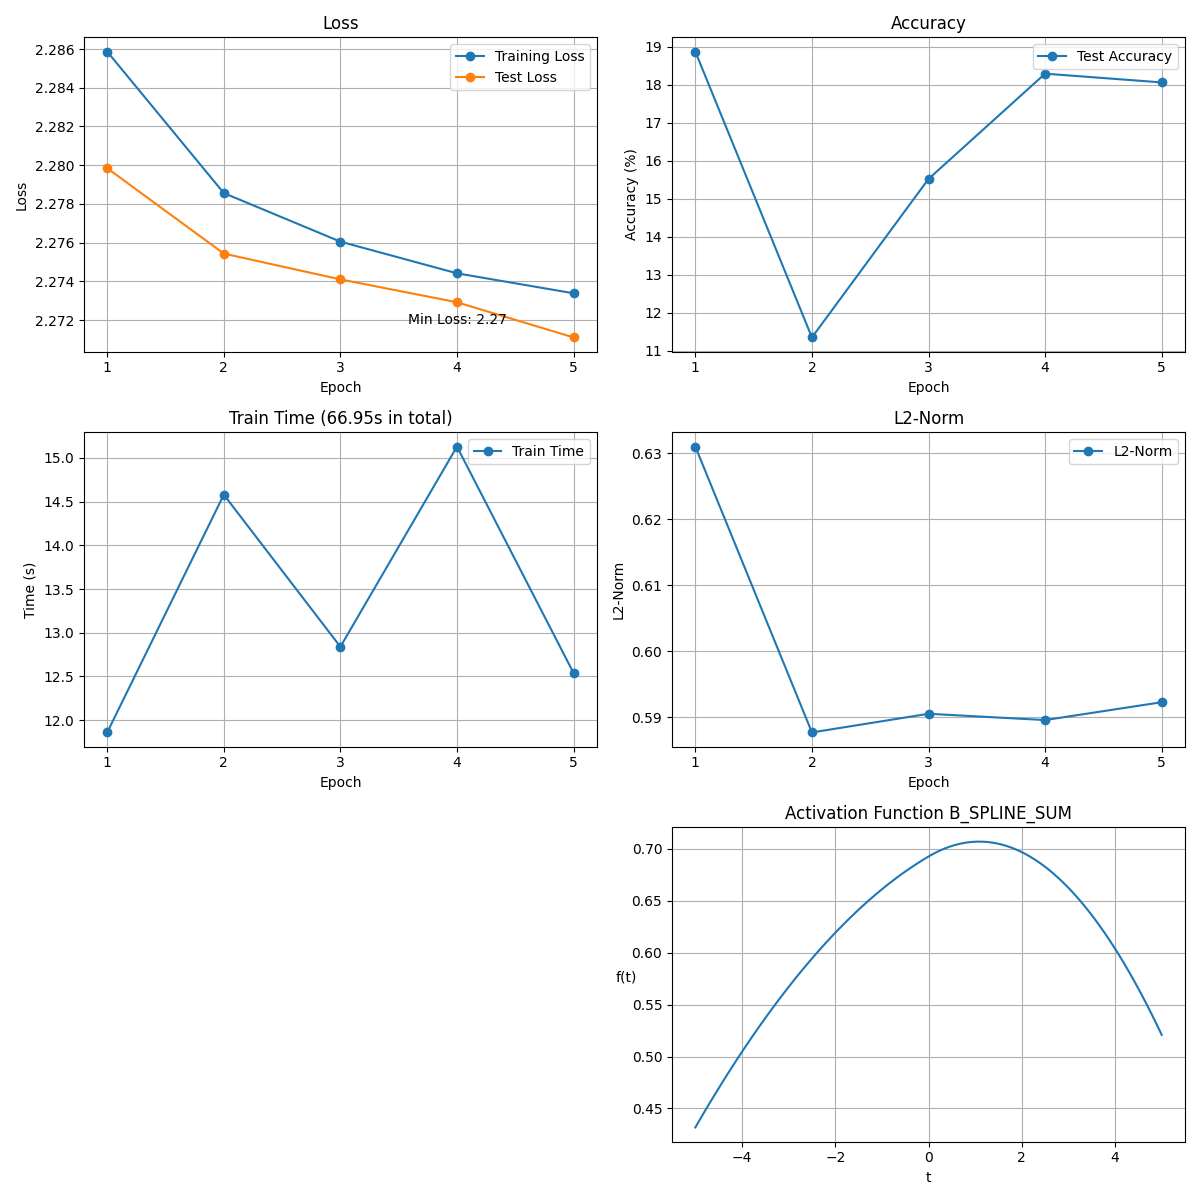 Loss
2.286
2.284
2.282
2.280
2.278
2.276
2.274
2.272
Loss
Training Loss
Test Loss
Min Loss: 2.27
1 2 3 4 5
Epoch
Accuracy
19
18
17
16
15
14
13
12
11
Accuracy (%)
Test Accuracy
1 2 3 4 5
Epoch
Train Time (66.95s in total)
15.0
14.5
14.0
13.5
13.0
12.5
12.0
Time (s)
Train Time
1 2 3 4 5
Epoch
L2-Norm
0.63
0.62
0.61
0.60
0.59
L2-Norm
L2-Norm
1 2 3 4 5
Epoch
Activation Function B_SPLINE_SUM
0.70
0.65
0.60
0.55
0.50
0.45
f(t)
−4 −2 0 2 4
t